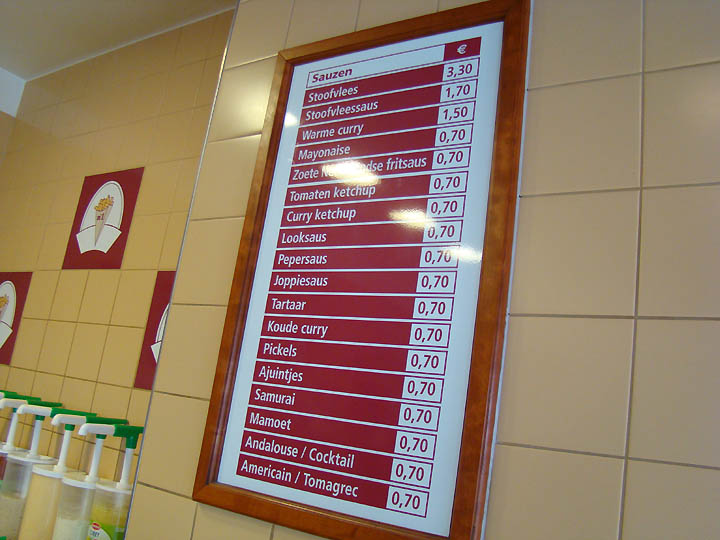 Sauzen €
Stoofvlees 3,30
Stoofvleessaus 1,70
Warme curry 1,50
Mayonaise 0,70
Zoete Nederlandse fritsaus 0,70
Tomaten ketchup 0,70
Curry ketchup 0,70
Looksaus 0,70
Pepersaus 0,70
Joppiesaus 0,70
Tartaar 0,70
Koude curry 0,70
Pickels 0,70
Ajuintjes 0,70
Samurai 0,70
Mamoet 0,70
Andalouse / Cocktail 0,70
Americain / Tomagrec 0,70